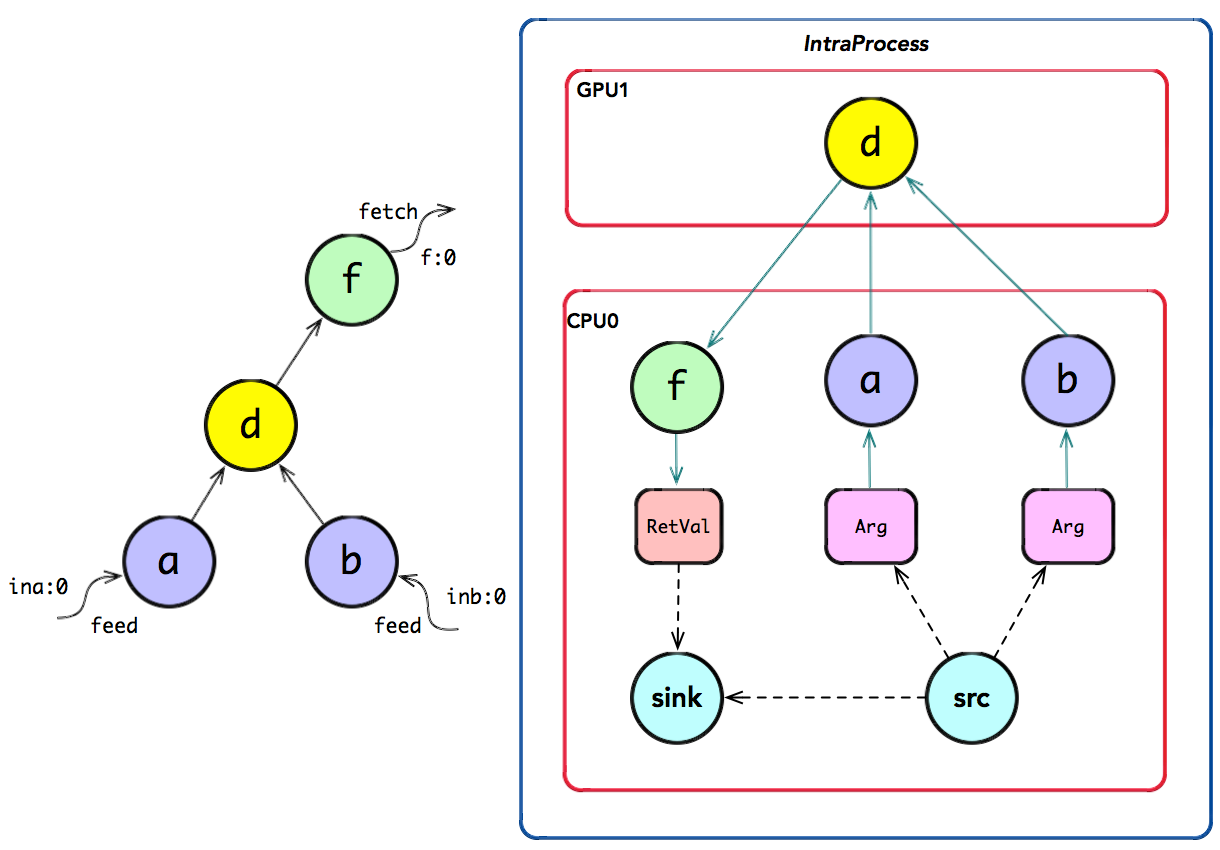 fetch
f:0
f
d
a
b
ina:0
feed
inb:0
feed
IntraProcess
GPU1
d
CPU0
f
a
b
RetVal
Arg
Arg
sink
src